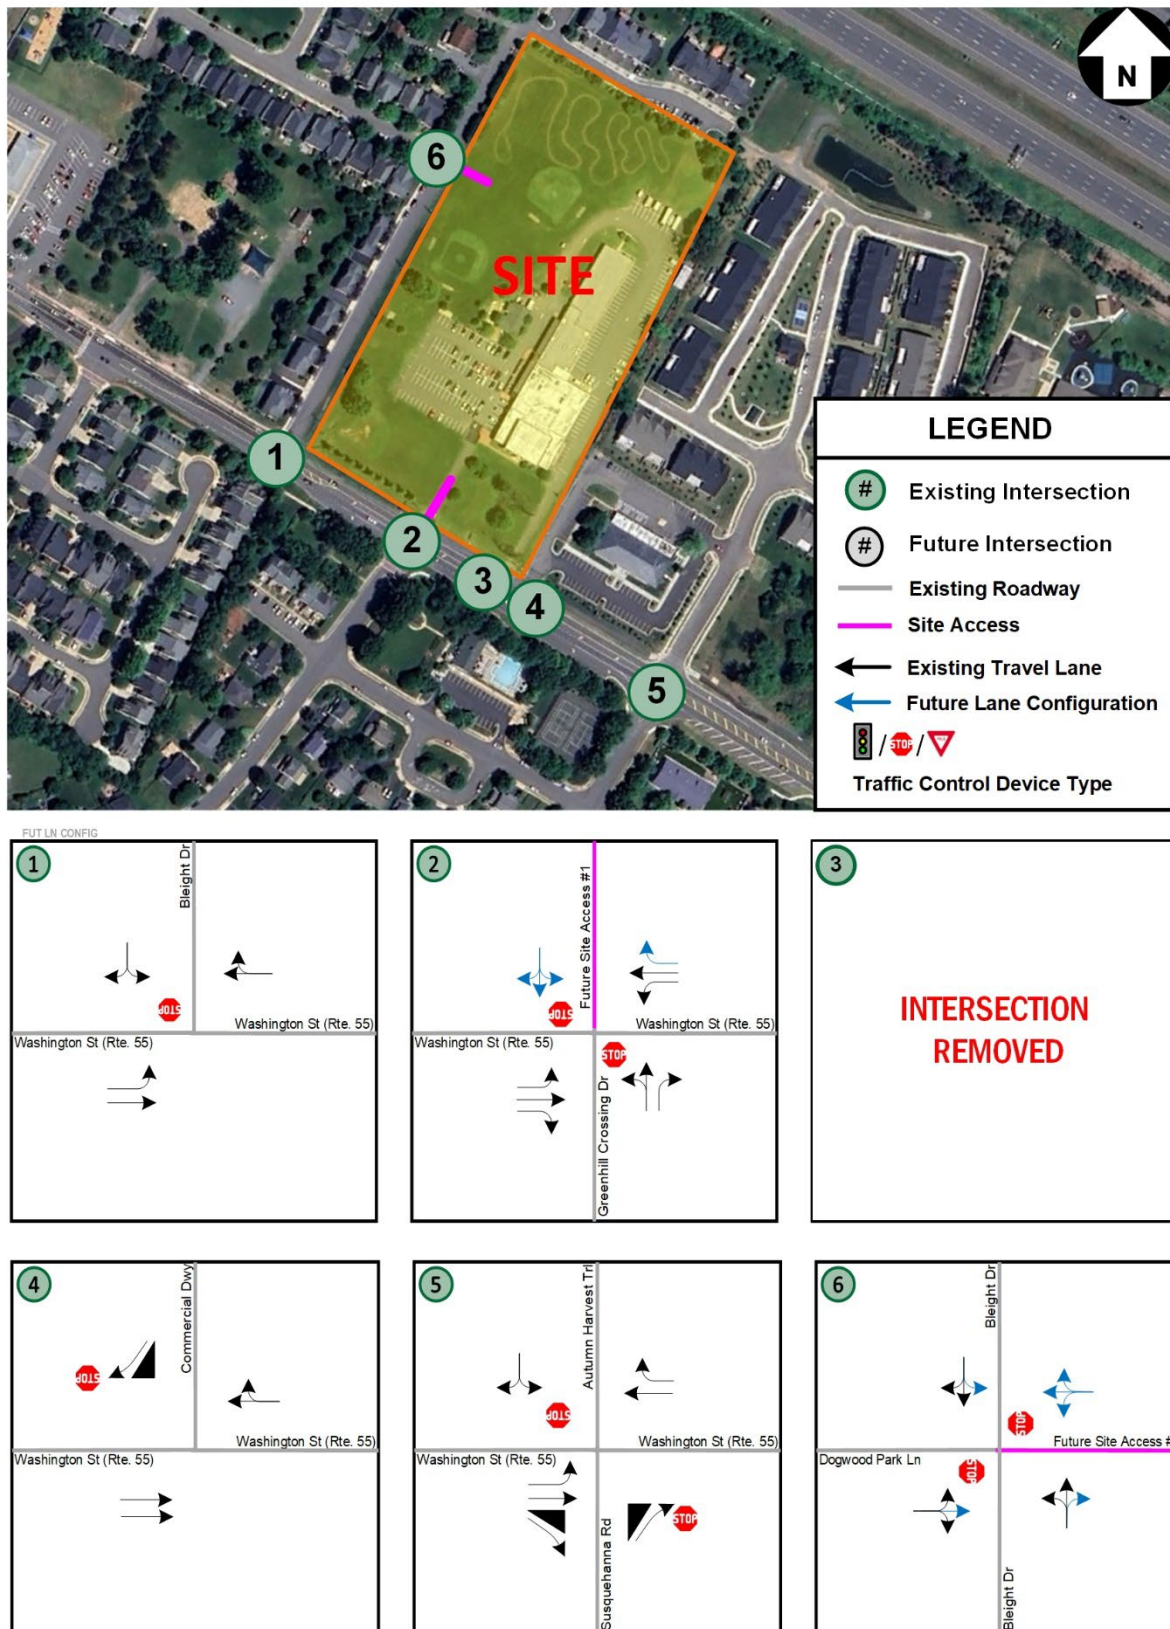 N
6
SITE
1
2
3
4
5
LEGEND
# Existing Intersection
# Future Intersection
Existing Roadway
Site Access
Existing Travel Lane
Future Lane Configuration
/ STOP /
Traffic Control Device Type
FUT LN CONFIG
1
Bleight Dr
STOP
Washington St (Rte. 55)
Washington St (Rte. 55)
2
Future Site Access #1
STOP
Washington St (Rte. 55)
Washington St (Rte. 55)
STOP
Greenhill Crossing Dr
3
INTERSECTION
REMOVED
4
Commercial Dwy
STOP
Washington St (Rte. 55)
Washington St (Rte. 55)
5
Autumn Harvest Trl
STOP
Washington St (Rte. 55)
Washington St (Rte. 55)
STOP
Susquehanna Rd
6
Bleight Dr
STOP
Future Site Access #
Dogwood Park Ln
STOP
Bleight Dr